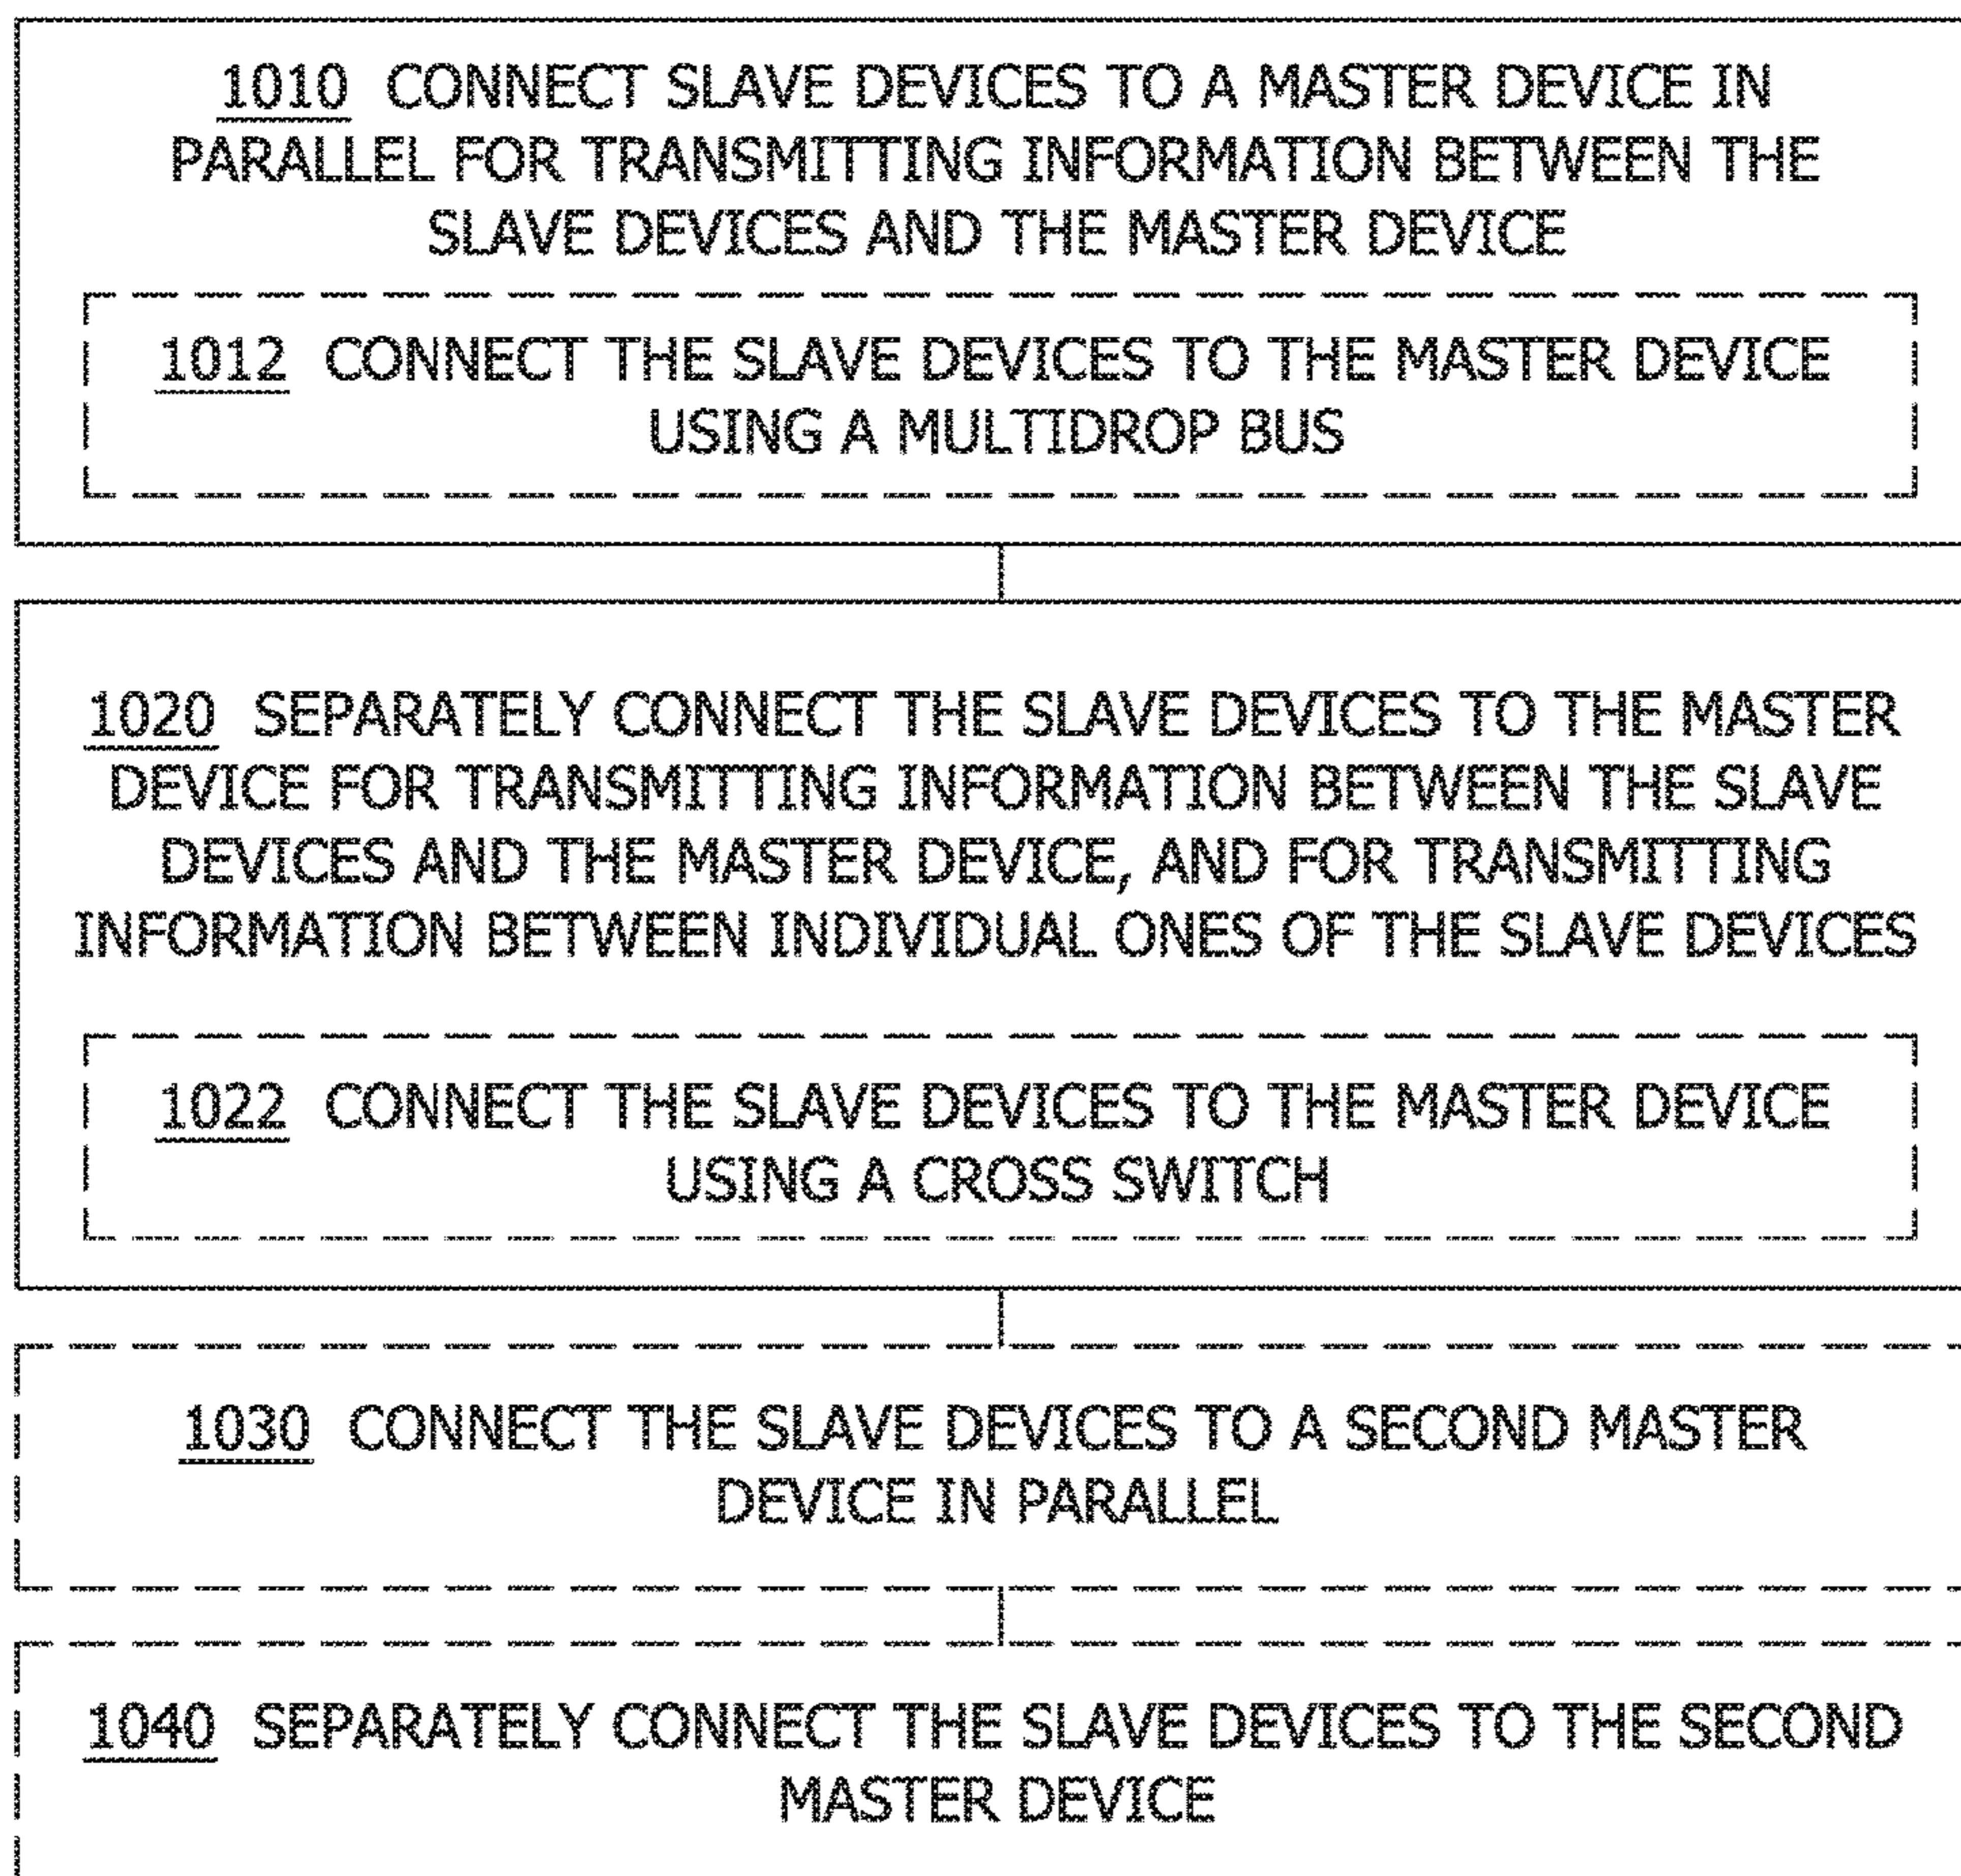 1010 CONNECT SLAVE DEVICES TO A MASTER DEVICE IN
PARALLEL FOR TRANSMITTING INFORMATION BETWEEN THE
SLAVE DEVICES AND THE MASTER DEVICE
1012 CONNECT THE SLAVE DEVICES TO THE MASTER DEVICE
USING A MULTIDROP BUS
1020 SEPARATELY CONNECT THE SLAVE DEVICES TO THE MASTER
DEVICE FOR TRANSMITTING INFORMATION BETWEEN THE SLAVE
DEVICES AND THE MASTER DEVICE, AND FOR TRANSMITTING
INFORMATION BETWEEN INDIVIDUAL ONES OF THE SLAVE DEVICES
1022 CONNECT THE SLAVE DEVICES TO THE MASTER DEVICE
USING A CROSS SWITCH
1030 CONNECT THE SLAVE DEVICES TO A SECOND MASTER
DEVICE IN PARALLEL
1040 SEPARATELY CONNECT THE SLAVE DEVICES TO THE SECOND
MASTER DEVICE